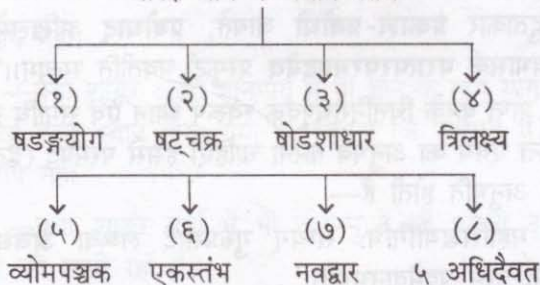 (१) (२) (३) (४)
षडङ्गयोग षट्चक्र षोडशाधार त्रिलक्ष्य
(५) (६) (७) (८)
व्योमपञ्चक एकस्तंभ नवद्वार अधिदैवत